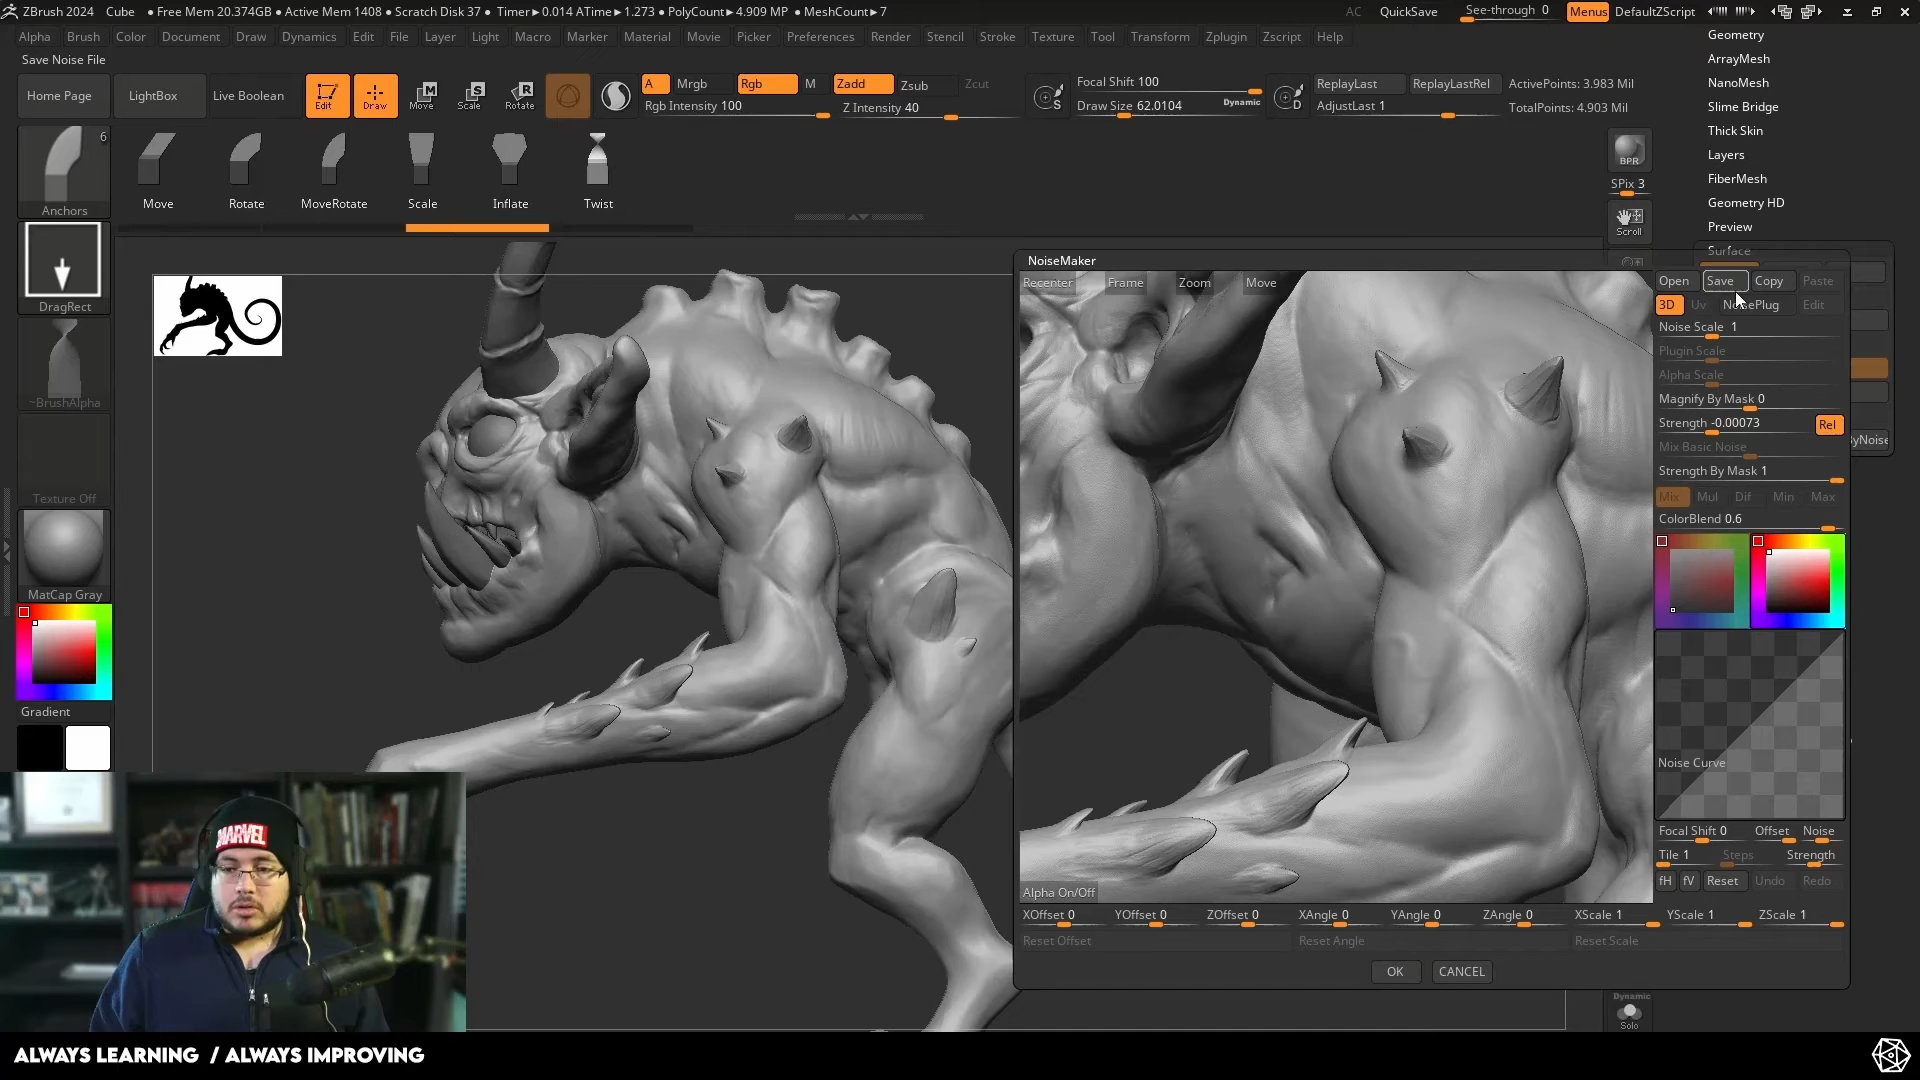 ZBrush 2024 Cube • Free Mem 20.374GB • Active Mem 1408 • Scratch Disk 37 • Timer►0.014 ATime►1.273 • PolyCount►4.909 MP • MeshCount►7 AC QuickSave See-through 0 Menus DefaultZScript
Alpha Brush Color Document Draw Dynamics Edit File Layer Light Macro Marker Material Movie Picker Preferences Render Stencil Stroke Texture Tool Transform Zplugin Zscript Help
Save Noise File
Home Page LightBox Live Boolean Edit Draw Move Scale Rotate
A Mrgb Rgb M Zadd Zsub Zcut
Rgb Intensity 100 Z Intensity 40
Focal Shift 100
Draw Size 62.0104 Dynamic
ReplayLast ReplayLastRel ActivePoints: 3.983 Mil
AdjustLast 1 TotalPoints: 4.903 Mil
6
Anchors
Move Rotate MoveRotate Scale Inflate Twist
DragRect
~BrushAlpha
Texture Off
MatCap Gray
Gradient
BPR
SPix 3
Scroll
Geometry
ArrayMesh
NanoMesh
Slime Bridge
Thick Skin
Layers
FiberMesh
Geometry HD
Preview
Surface
NoiseMaker
Recenter Frame Zoom Move
Open Save Copy Paste
3D Uv NoisePlug Edit
Noise Scale 1
Plugin Scale
Alpha Scale
Magnify By Mask 0
Strength -0.00073 Rel
Mix Basic Noise
ByNoise
Strength By Mask 1
Mix Mul Dif Min Max
ColorBlend 0.6
Noise Curve
Focal Shift 0 Offset Noise
Tile 1 Steps Strength
fH fV Reset Undo Redo
Alpha On/Off
XOffset 0 YOffset 0 ZOffset 0 XAngle 0 YAngle 0 ZAngle 0 XScale 1 YScale 1 ZScale 1
Reset Offset Reset Angle Reset Scale
OK CANCEL
Dynamic
Solo
MARVEL
ALWAYS LEARNING / ALWAYS IMPROVING